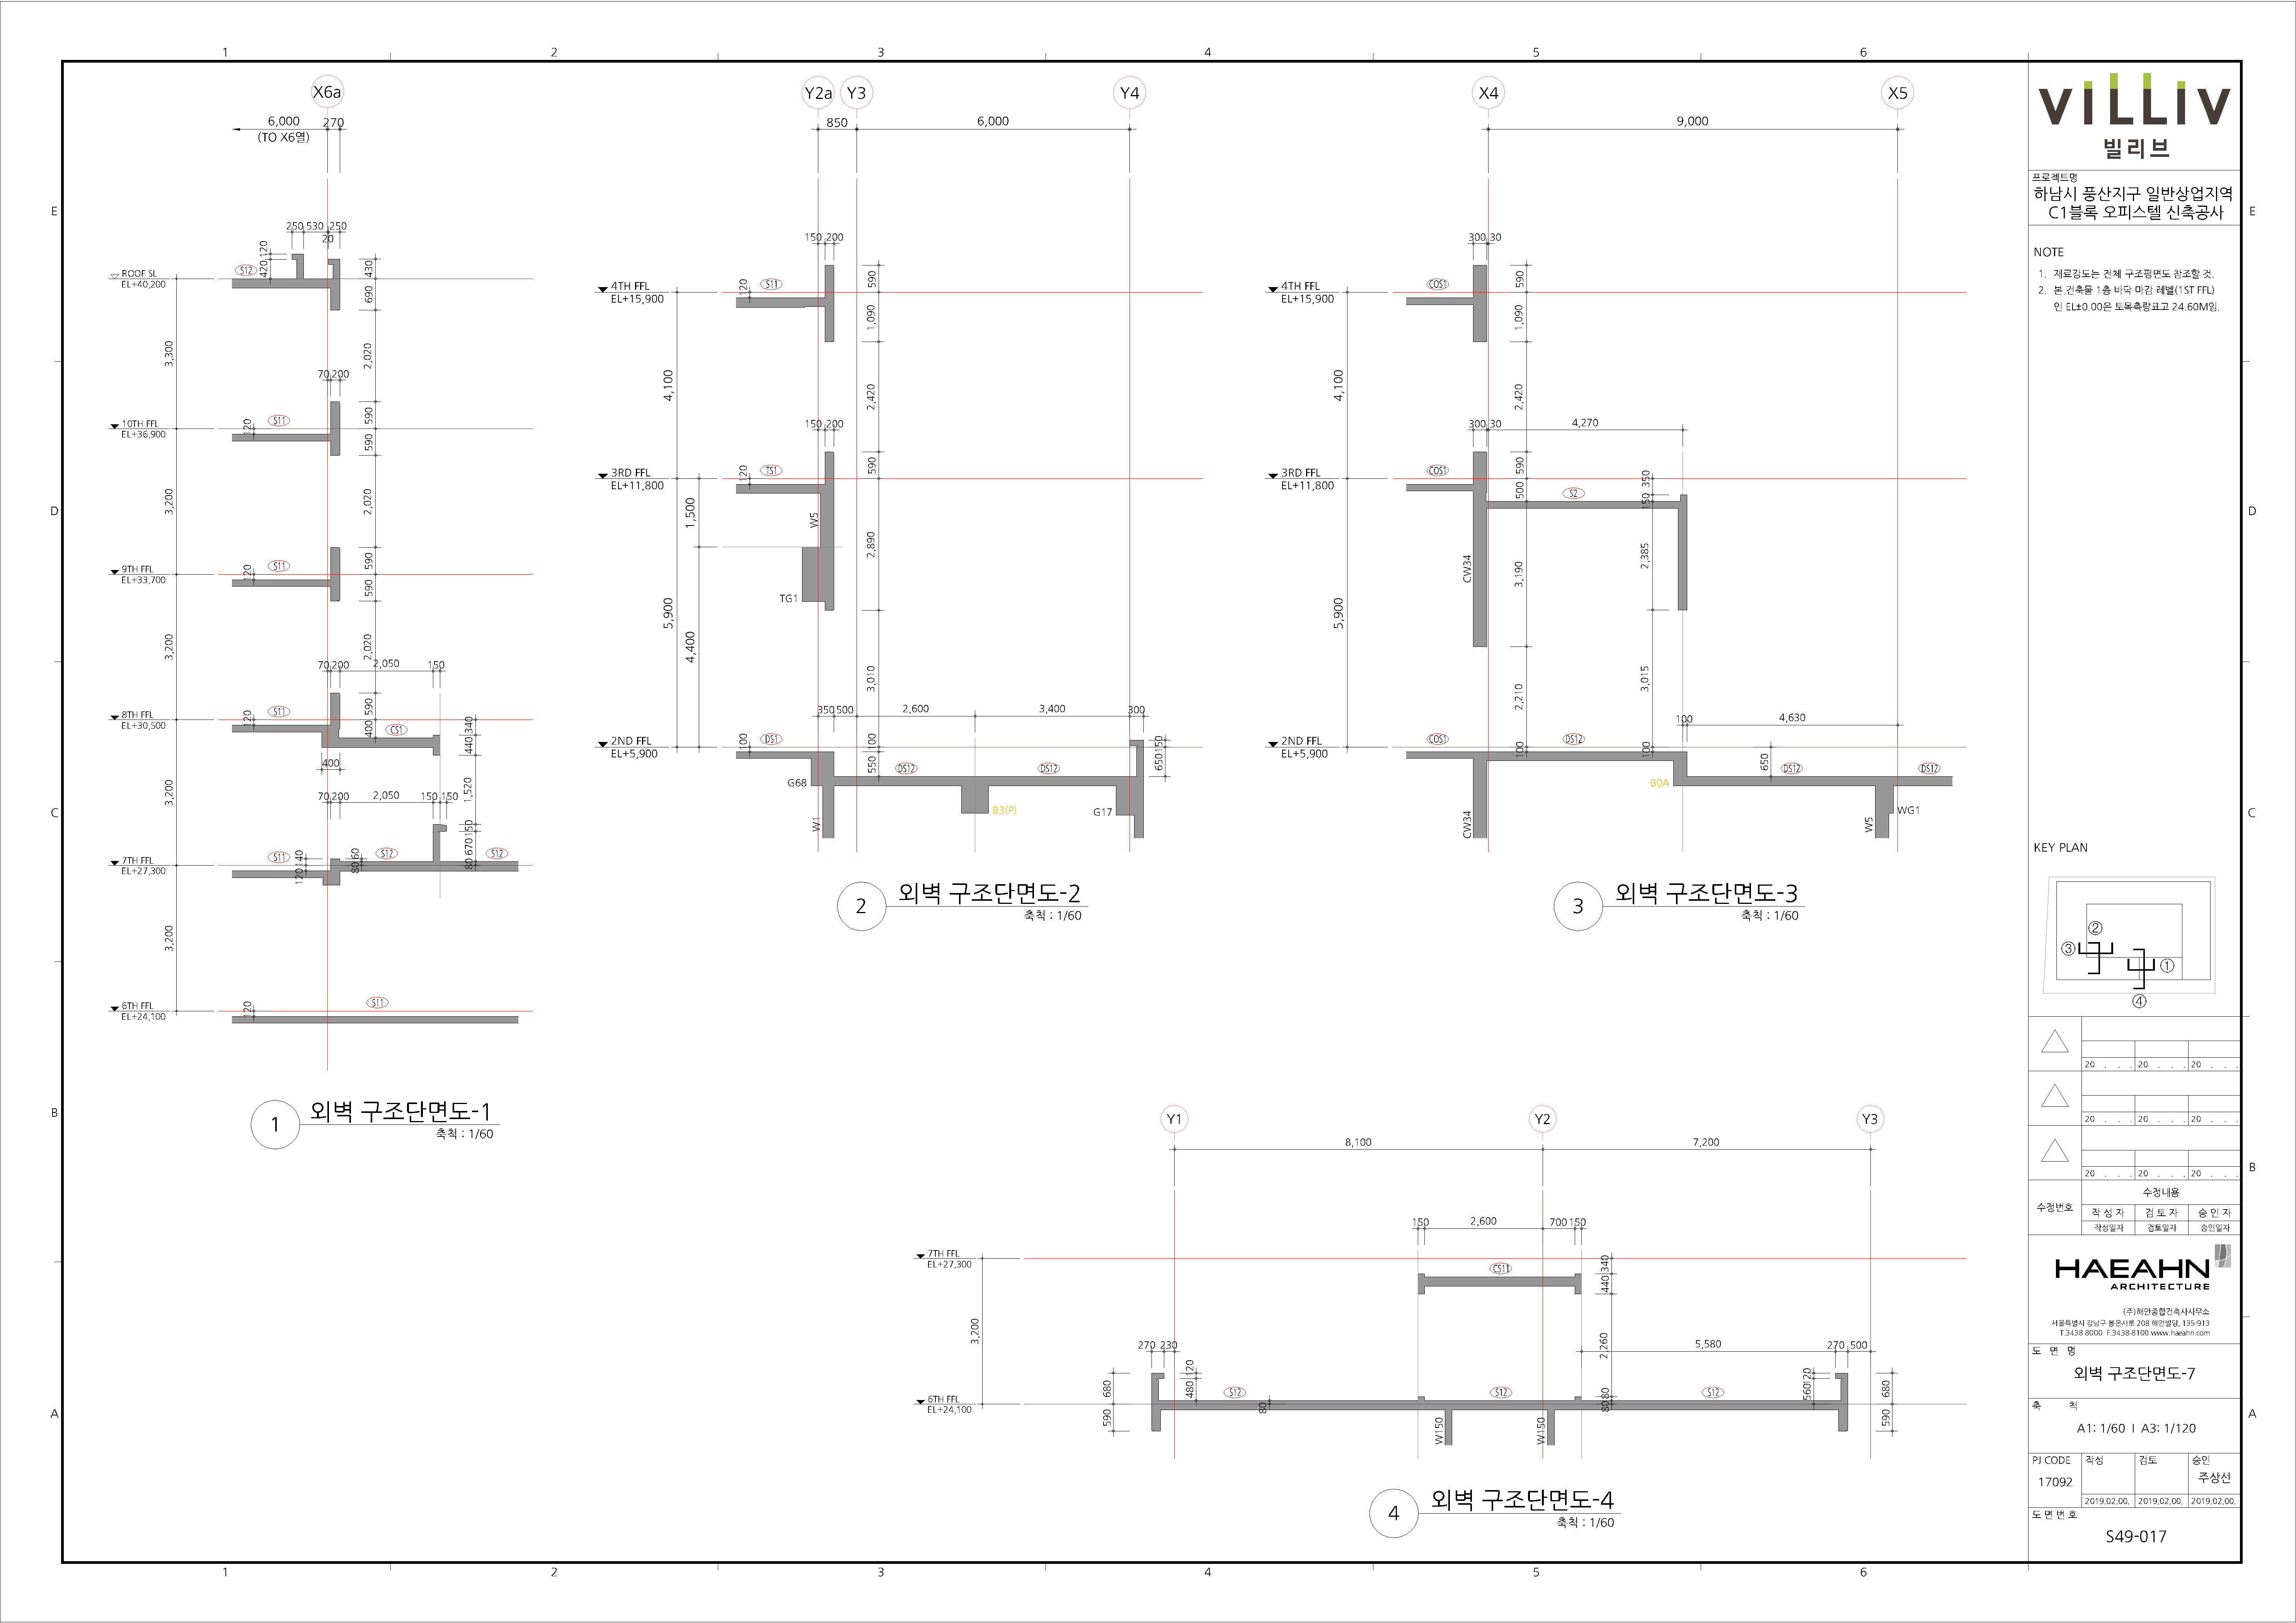 1 2 3 4 5 6
E
D
C
B
A
X6a
6,000 270
(TO X6열)
250 530 250
20
120
420
S12
430
690
ROOF SL
EL+40,200
3,300
2,020
70 200
S11
120
590
590
10TH FFL
EL+36,900
3,200
2,020
S11
120
590
590
9TH FFL
EL+33,700
3,200
2,020
70 200 2,050 150
S11
120
590
400
CS1
340
440
8TH FFL
EL+30,500
400
3,200
1,520
70 200 2,050 150 150
150
670
80
S11
140
120
60
80
S12
S12
7TH FFL
EL+27,300
3,200
S11
120
6TH FFL
EL+24,100
1 외벽 구조단면도-1
축척 : 1/60
Y2a Y3 Y4
850 6,000
150 200
S11
120
590
1,090
4TH FFL
EL+15,900
4,100
2,420
150 200
TS1
120
590
3RD FFL
EL+11,800
1,500
W5
2,890
TG1
5,900
4,400
3,010
350 500 2,600 3,400 300
DS1
100
100
550
150
650
2ND FFL
EL+5,900
DS12
DS12
G68
B3(P)
G17
W1
2 외벽 구조단면도-2
축척 : 1/60
X4 X5
9,000
300 30
COS1
590
1,090
4TH FFL
EL+15,900
4,100
2,420
300 30 4,270
COS1
590
500
S2
350
150
3RD FFL
EL+11,800
CW34
3,190
2,385
5,900
2,210
3,015
100 4,630
COS1
100
DS12
100
650
DS12
DS12
2ND FFL
EL+5,900
B0A
CW34
W5
WG1
3 외벽 구조단면도-3
축척 : 1/60
Y1 Y2 Y3
8,100 7,200
150 2,600 700 150
7TH FFL
EL+27,300
CS11
340
440
3,200
2,260
270 230
5,580
270 500
680
590
120
480
S12
80
S12
80
80
S12
120
560
680
590
6TH FFL
EL+24,100
W150
W150
4 외벽 구조단면도-4
축척 : 1/60
VILLIV
빌리브
프로젝트명
하남시 풍산지구 일반상업지역
C1블록 오피스텔 신축공사
NOTE
1. 재료강도는 전체 구조평면도 참조할 것.
2. 본 건축물 1층 바닥 마감 레벨(1ST FFL)
인 EL±0.00은 토목측량표고 24.60M임.
KEY PLAN
②
③
①
④
20 . . . 20 . . . 20 . . .
20 . . . 20 . . . 20 . . .
20 . . . 20 . . . 20 . . .
수정번호
수정내용
작 성 자 검 토 자 승 인 자
작성일자 검토일자 승인일자
HAEAHN
ARCHITECTURE
(주)해안종합건축사사무소
서울특별시 강남구 봉은사로 208 해안빌딩, 135-913
T.3438 8000 F.3438 8100 www.haeahn.com
도 면 명
외벽 구조단면도-7
축 척
A1: 1/60 I A3: 1/120
PJ CODE 작성 검토 승인
17092 주상선
2019.02.00. 2019.02.00. 2019.02.00.
도 면 번 호
S49-017
E
D
C
B
A
1 2 3 4 5 6